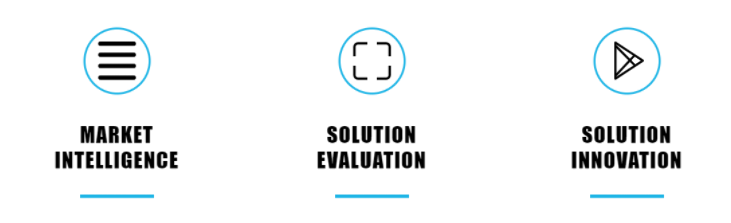 MARKET
INTELLIGENCE
SOLUTION
EVALUATION
SOLUTION
INNOVATION